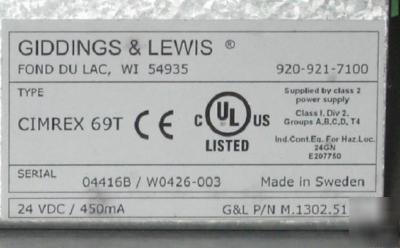 GIDDINGS & LEWIS ®
FOND DU LAC, WI 54935 920-921-7100
TYPE
CIMREX 69T CE
C UL US
LISTED
Supplied by class 2
power supply
Class I, Div 2,
Groups A,B,C,D, T4
Ind.Cont.Eq. For Haz.Loc.
24GN
E207750
SERIAL
04416B / W0426-003 Made in Sweden
24 VDC / 450mA G&L P/N M.1302.51